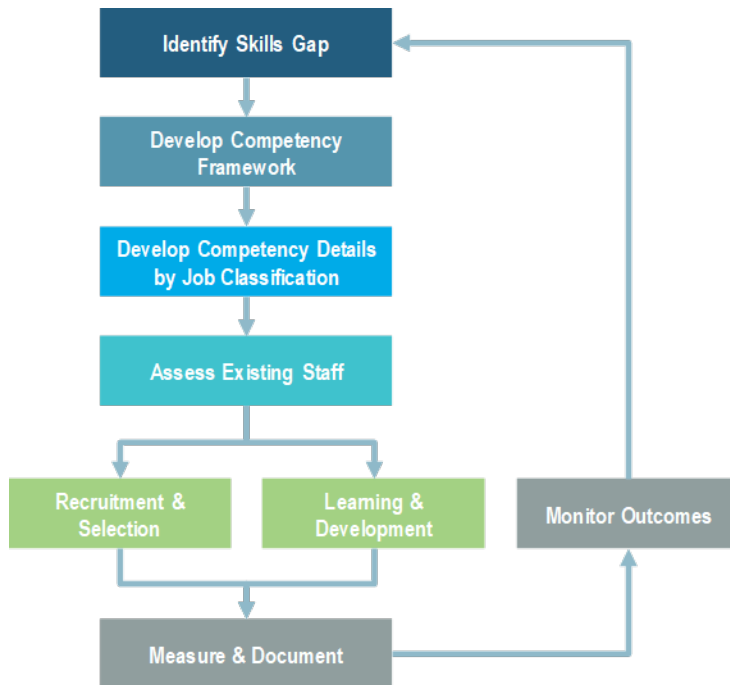 Identify Skills Gap
Develop Competency
Framework
Develop Competency Details
by Job Classification
Assess Existing Staff
Recruitment &
Selection
Learning &
Development
Monitor Outcomes
Measure & Document